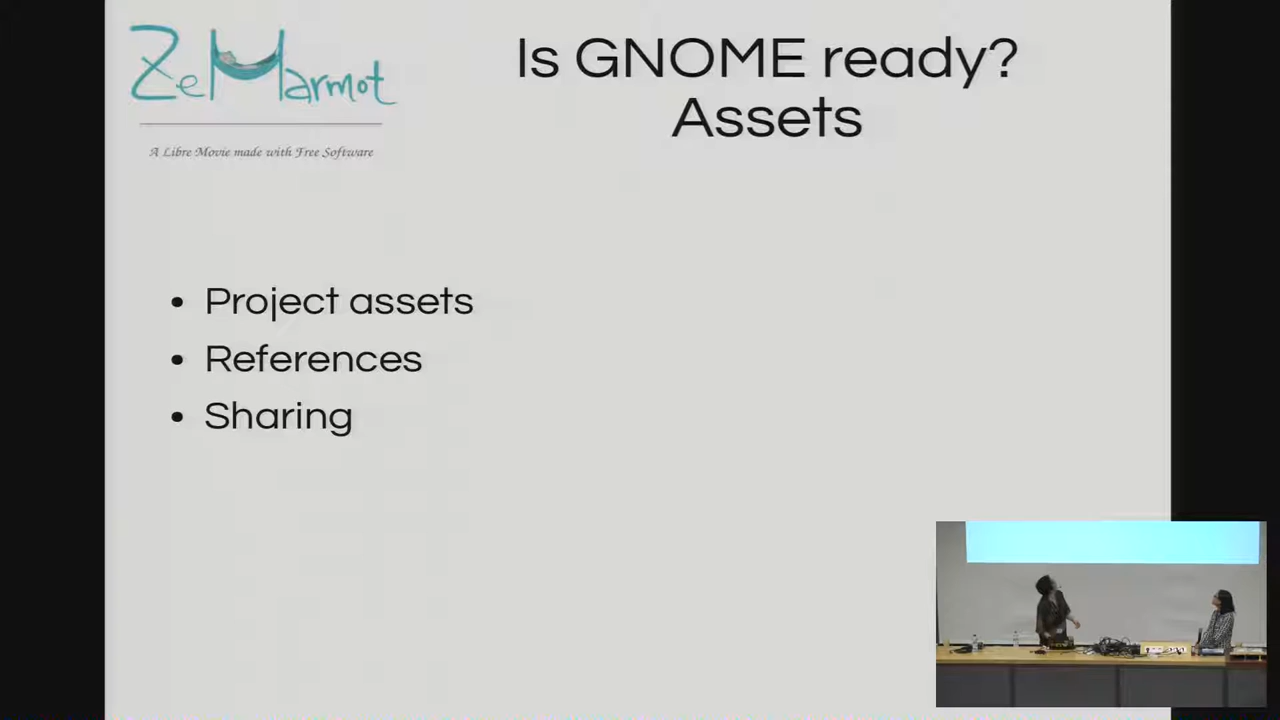 ZeMarmot
A Libre Movie made with Free Software
Is GNOME ready?
Assets
• Project assets
• References
• Sharing